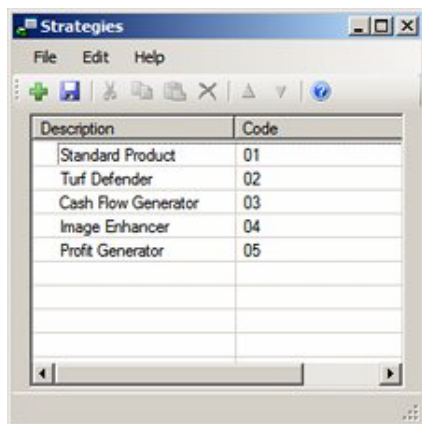 Strategies
File Edit Help
Description Code
Standard Product 01
Turf Defender 02
Cash Flow Generator 03
Image Enhancer 04
Profit Generator 05